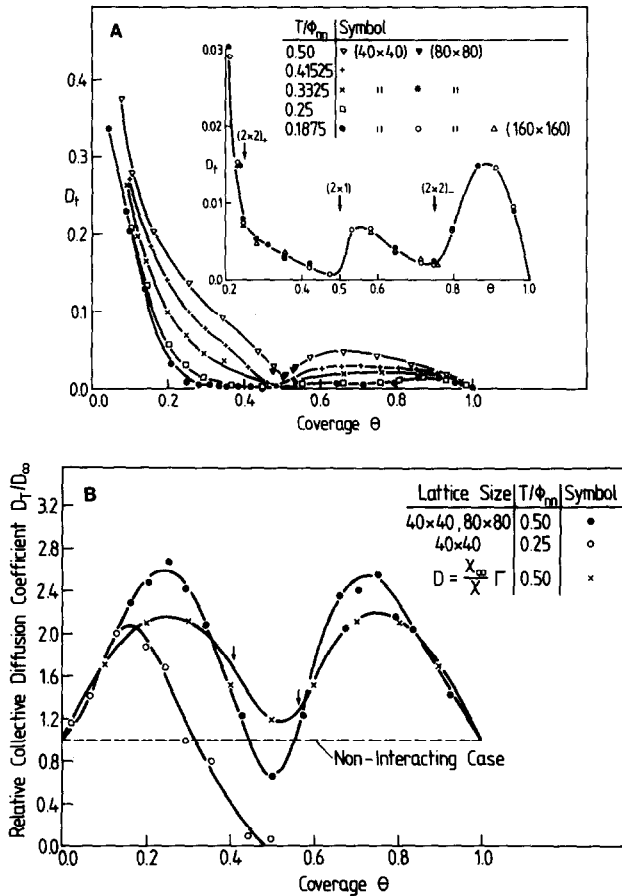 A
T/Φnn Symbol
0.50 ▽ (40×40) ▼ (80×80)
0.41525 +
0.3325 × " ✱ "
0.25 □
0.1875 ● " ○ " △ (160×160)
0.4
0.3
0.2
0.1
0.0
Dt
0.03
0.02
Dt
0.01
0.00
(2×2)+
(2×1)
(2×2)−
0.2 0.3 0.4 0.5 0.6 0.8 Θ 1.0
0.0 0.2 0.4 0.6 0.8 1.0
Coverage Θ
B
Lattice Size T/Φnn Symbol
40×40, 80×80 0.50 ●
40×40 0.25 ○
D = χ∞/χ Γ 0.50 ×
Relative Collective Diffusion Coefficient DT/D∞
3.2
2.8
2.4
2.0
1.6
1.2
0.8
0.4
0.0
Non-Interacting Case
0.0 0.2 0.4 0.6 0.8 1.0
Coverage Θ